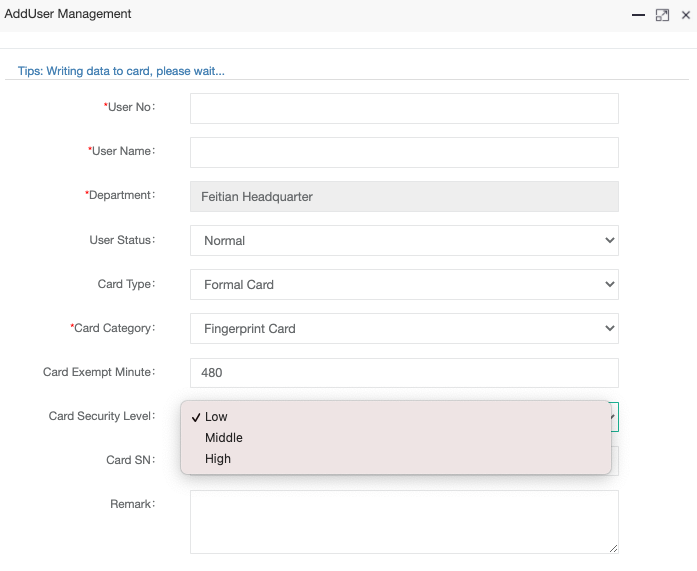 AddUser Management
Tips: Writing data to card, please wait...
*User No:
*User Name:
*Department: Feitian Headquarter
User Status: Normal
Card Type: Formal Card
*Card Category: Fingerprint Card
Card Exempt Minute: 480
Card Security Level: ✓ Low
Middle
High
Card SN:
Remark: